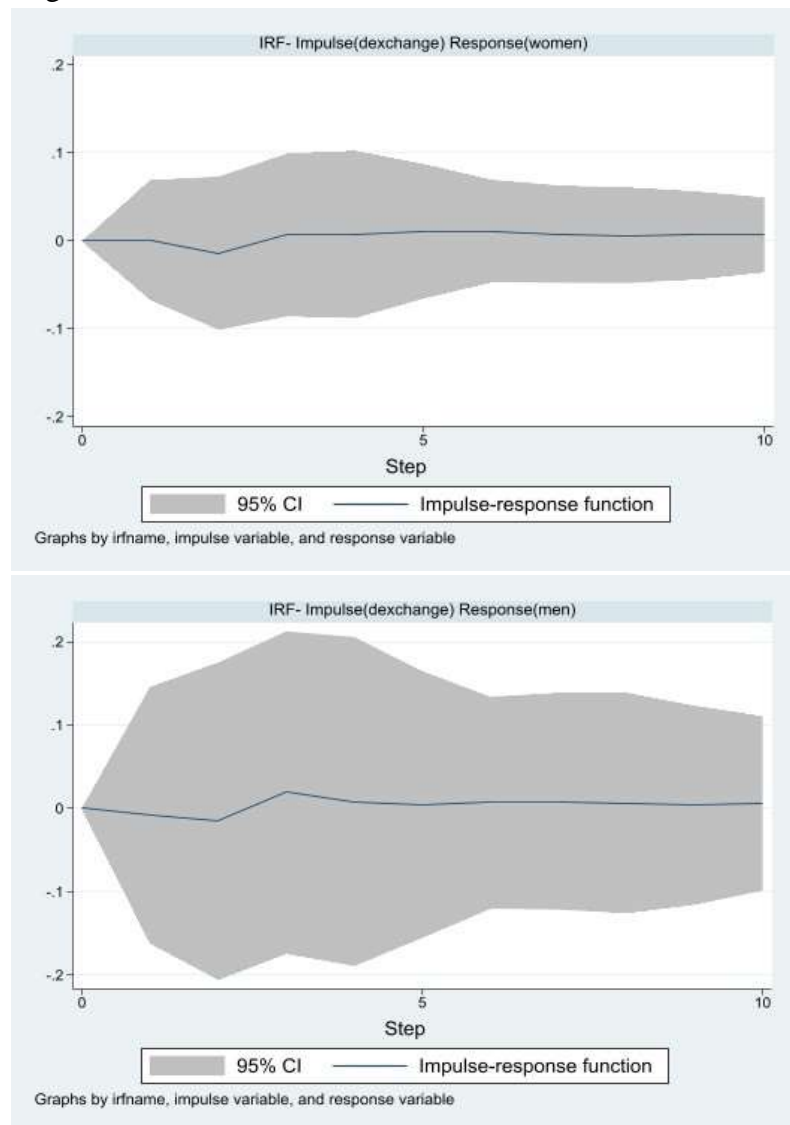 IRF- Impulse(dexchange) Response(women)
.2
.1
0
-.1
-.2
0 5 10
Step
95% CI Impulse-response function
Graphs by irfname, impulse variable, and response variable
IRF- Impulse(dexchange) Response(men)
.2
.1
0
-.1
-.2
0 5 10
Step
95% CI Impulse-response function
Graphs by irfname, impulse variable, and response variable